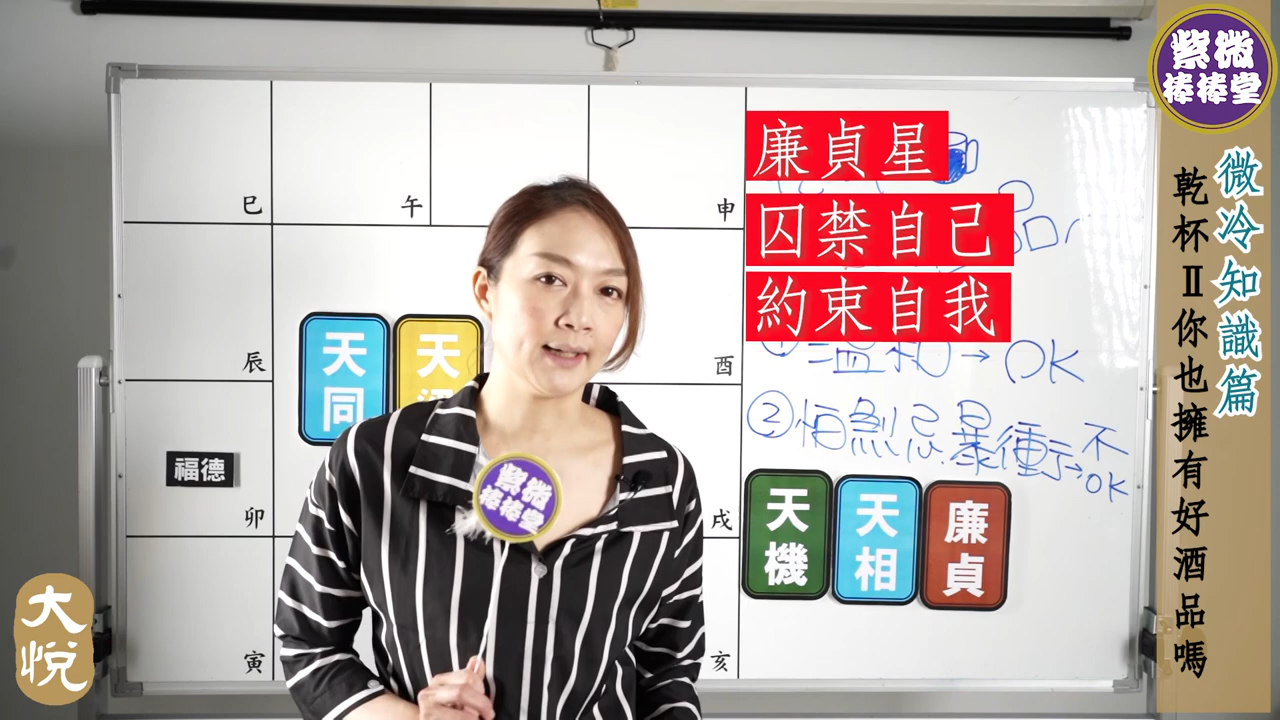 紫微
棒棒堂
微冷知識篇
乾杯Ⅱ你也擁有好酒品嗎
廉貞星
囚禁自己
約束自我
巳
午
申
辰
酉
卯
戌
寅
亥
天同
天
福德
紫微
棒棒堂
①溫和→OK
②怕煞忌暴衝→不OK
天機
天相
廉貞
大悅